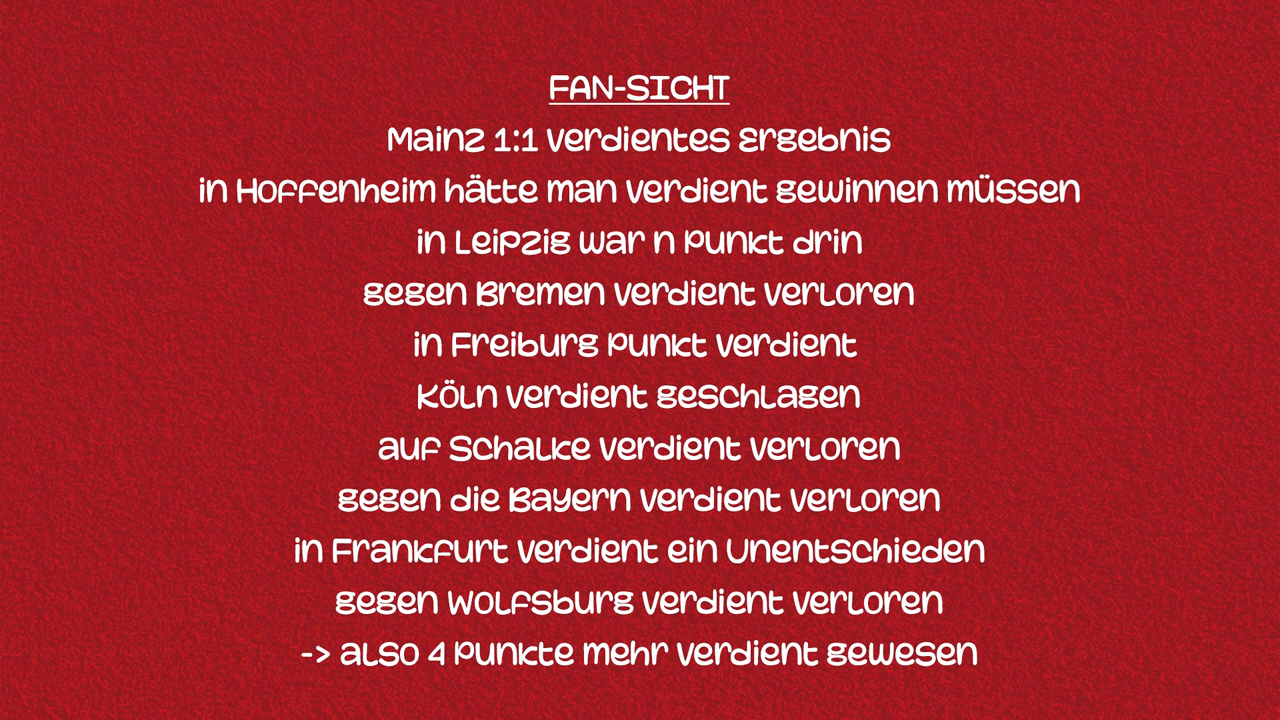 FAN-SICHT
Mainz 1:1 verdientes Ergebnis
in Hoffenheim hätte man verdient gewinnen müssen
in Leipzig war n Punkt drin
gegen Bremen verdient verloren
in Freiburg Punkt verdient
Köln verdient geschlagen
auf Schalke verdient verloren
gegen die Bayern verdient verloren
in Frankfurt verdient ein Unentschieden
gegen Wolfsburg verdient verloren
-> also 4 Punkte mehr verdient gewesen